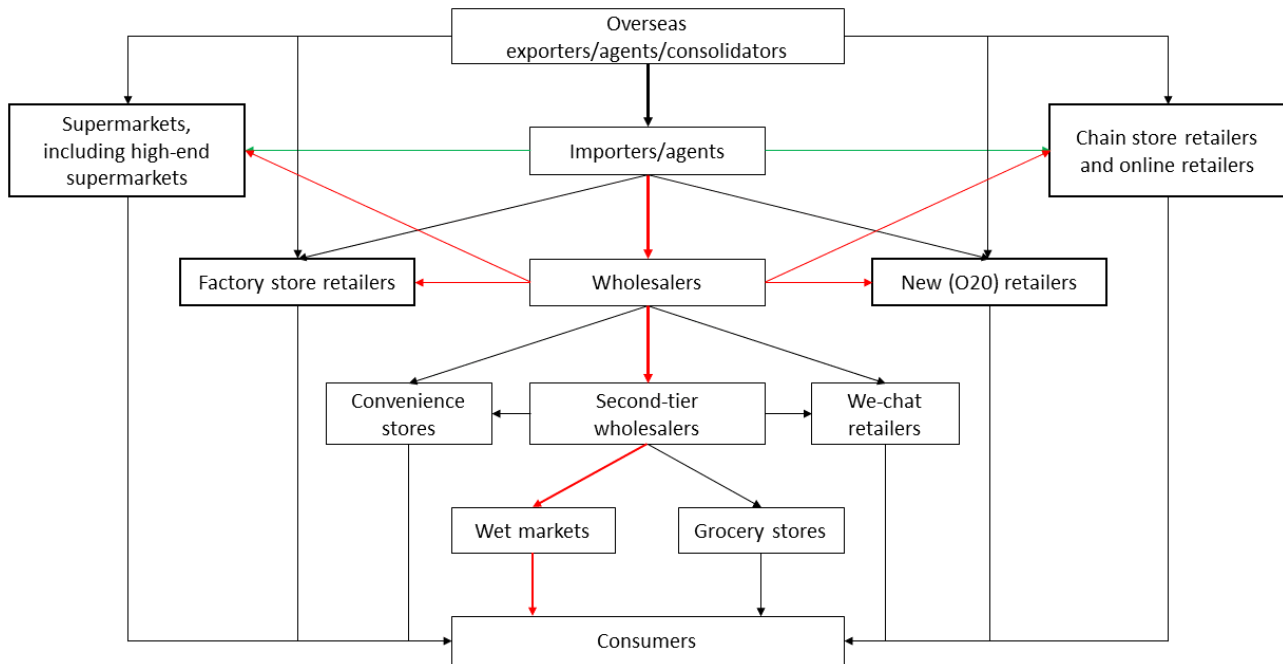 Overseas
exporters/agents/consolidators
Supermarkets,
including high-end
supermarkets
Importers/agents
Chain store retailers
and online retailers
Factory store retailers
Wholesalers
New (O20) retailers
Convenience
stores
Second-tier
wholesalers
We-chat
retailers
Wet markets
Grocery stores
Consumers